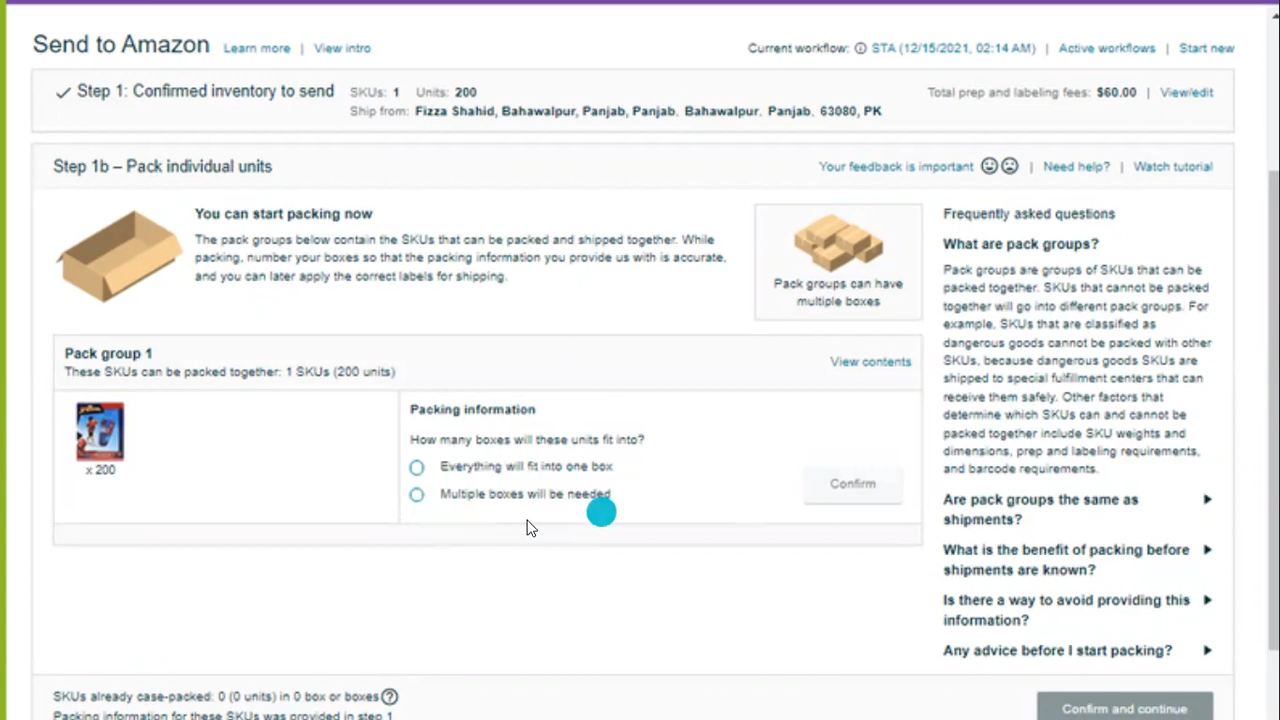 Send to Amazon Learn more | View intro
Current workflow: STA (12/15/2021, 02:14 AM) | Active workflows | Start new
Step 1: Confirmed inventory to send SKUs: 1 Units: 200
Total prep and labeling fees: $60.00 | View/edit
Ship from: Fizza Shahid, Bahawalpur, Panjab, Panjab, Bahawalpur, Panjab, 63080, PK
Step 1b – Pack individual units
Your feedback is important | Need help? | Watch tutorial
You can start packing now
The pack groups below contain the SKUs that can be packed and shipped together. While
packing, number your boxes so that the packing information you provide us with is accurate,
and you can later apply the correct labels for shipping.
Pack groups can have
multiple boxes
Pack group 1
These SKUs can be packed together: 1 SKUs (200 units)
View contents
x 200
Packing information
How many boxes will these units fit into?
Everything will fit into one box
Multiple boxes will be needed
Confirm
Frequently asked questions
What are pack groups?
Pack groups are groups of SKUs that can be
packed together. SKUs that cannot be packed
together will go into different pack groups. For
example, SKUs that are classified as
dangerous goods cannot be packed with other
SKUs, because dangerous goods SKUs are
shipped to special fulfillment centers that can
receive them safely. Other factors that
determine which SKUs can and cannot be
packed together include SKU weights and
dimensions, prep and labeling requirements,
and barcode requirements.
Are pack groups the same as
shipments?
What is the benefit of packing before
shipments are known?
Is there a way to avoid providing this
information?
Any advice before I start packing?
SKUs already case-packed: 0 (0 units) in 0 box or boxes
Packing information for these SKUs was provided in step 1
Confirm and continue